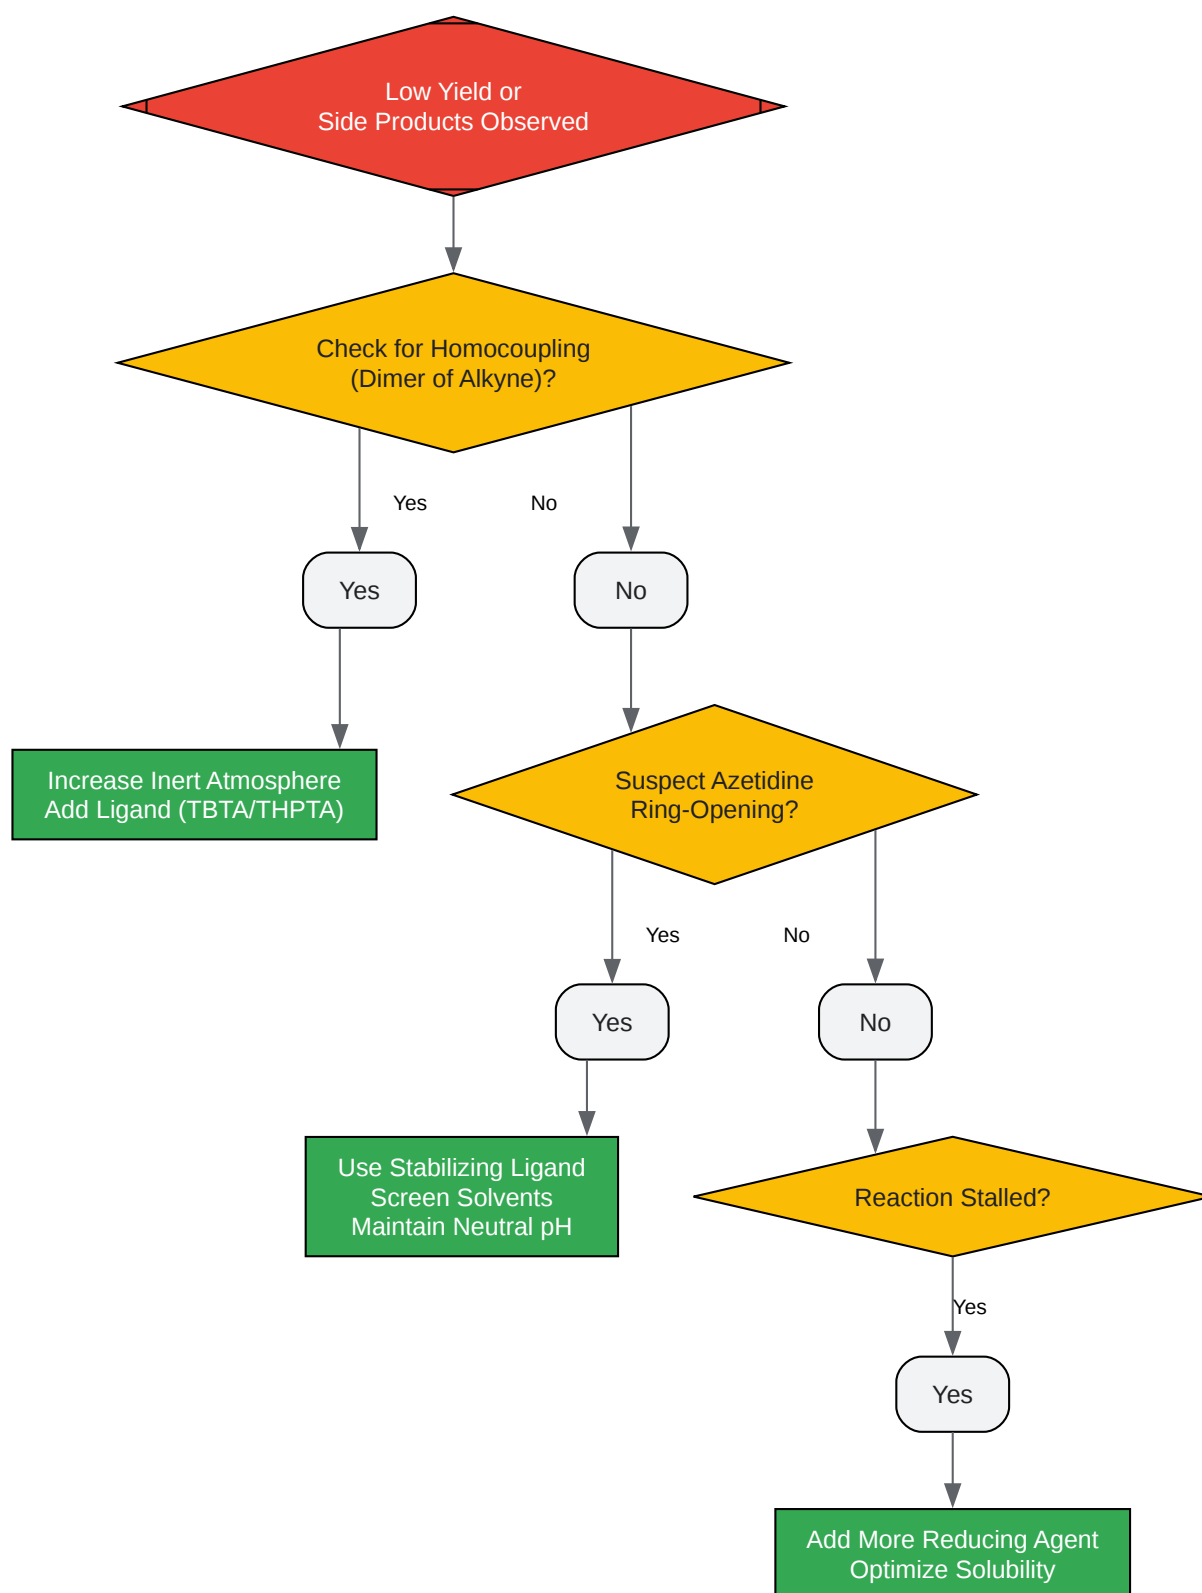 Low Yield or
Side Products Observed
Check for Homocoupling
(Dimer of Alkyne)?
Yes
No
Yes
No
Increase Inert Atmosphere
Add Ligand (TBTA/THPTA)
Suspect Azetidine
Ring-Opening?
Yes
No
Yes
No
Use Stabilizing Ligand
Screen Solvents
Maintain Neutral pH
Reaction Stalled?
Yes
Yes
Add More Reducing Agent
Optimize Solubility